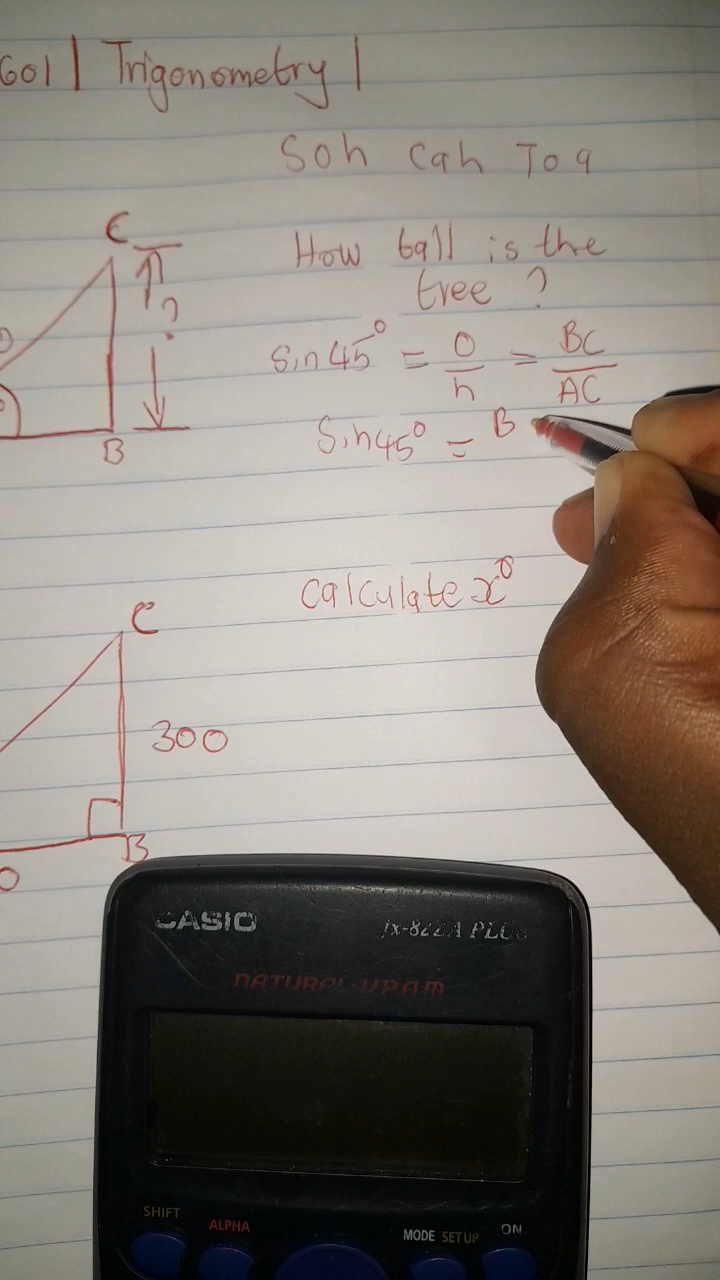 601 | Trigonometry |
Soh Cah Toa
How tall is the
tree ?
C
?
B
Sin 45° = O/h = BC/AC
Sin 45° = B
Calculate x°
C
300
B
0
CASIO
fx-82ZA PLUS
NATURAL-V.P.A.M.
SHIFT
ALPHA
MODE SETUP
ON